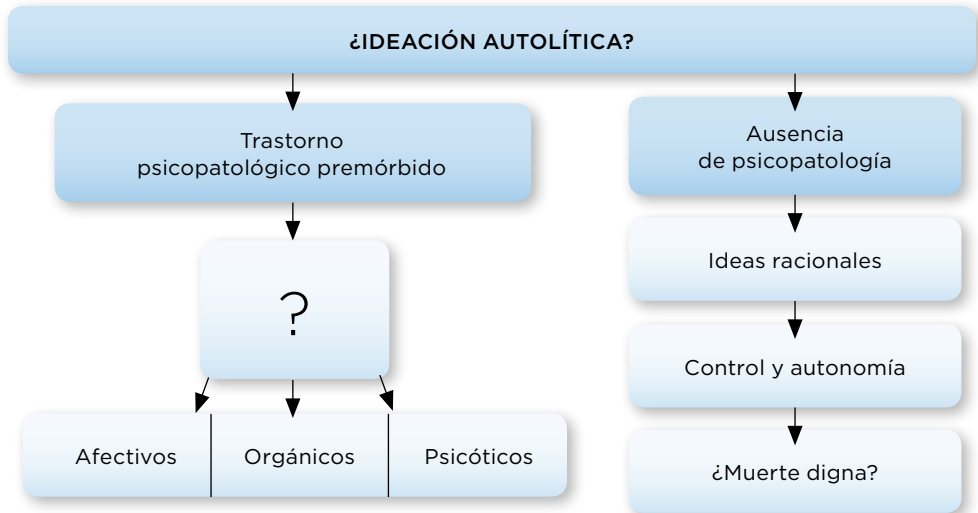 ¿IDEACIÓN AUTOLÍTICA?
Trastorno
psicopatológico premórbido
?
Afectivos
Orgánicos
Psicóticos
Ausencia
de psicopatología
Ideas racionales
Control y autonomía
¿Muerte digna?